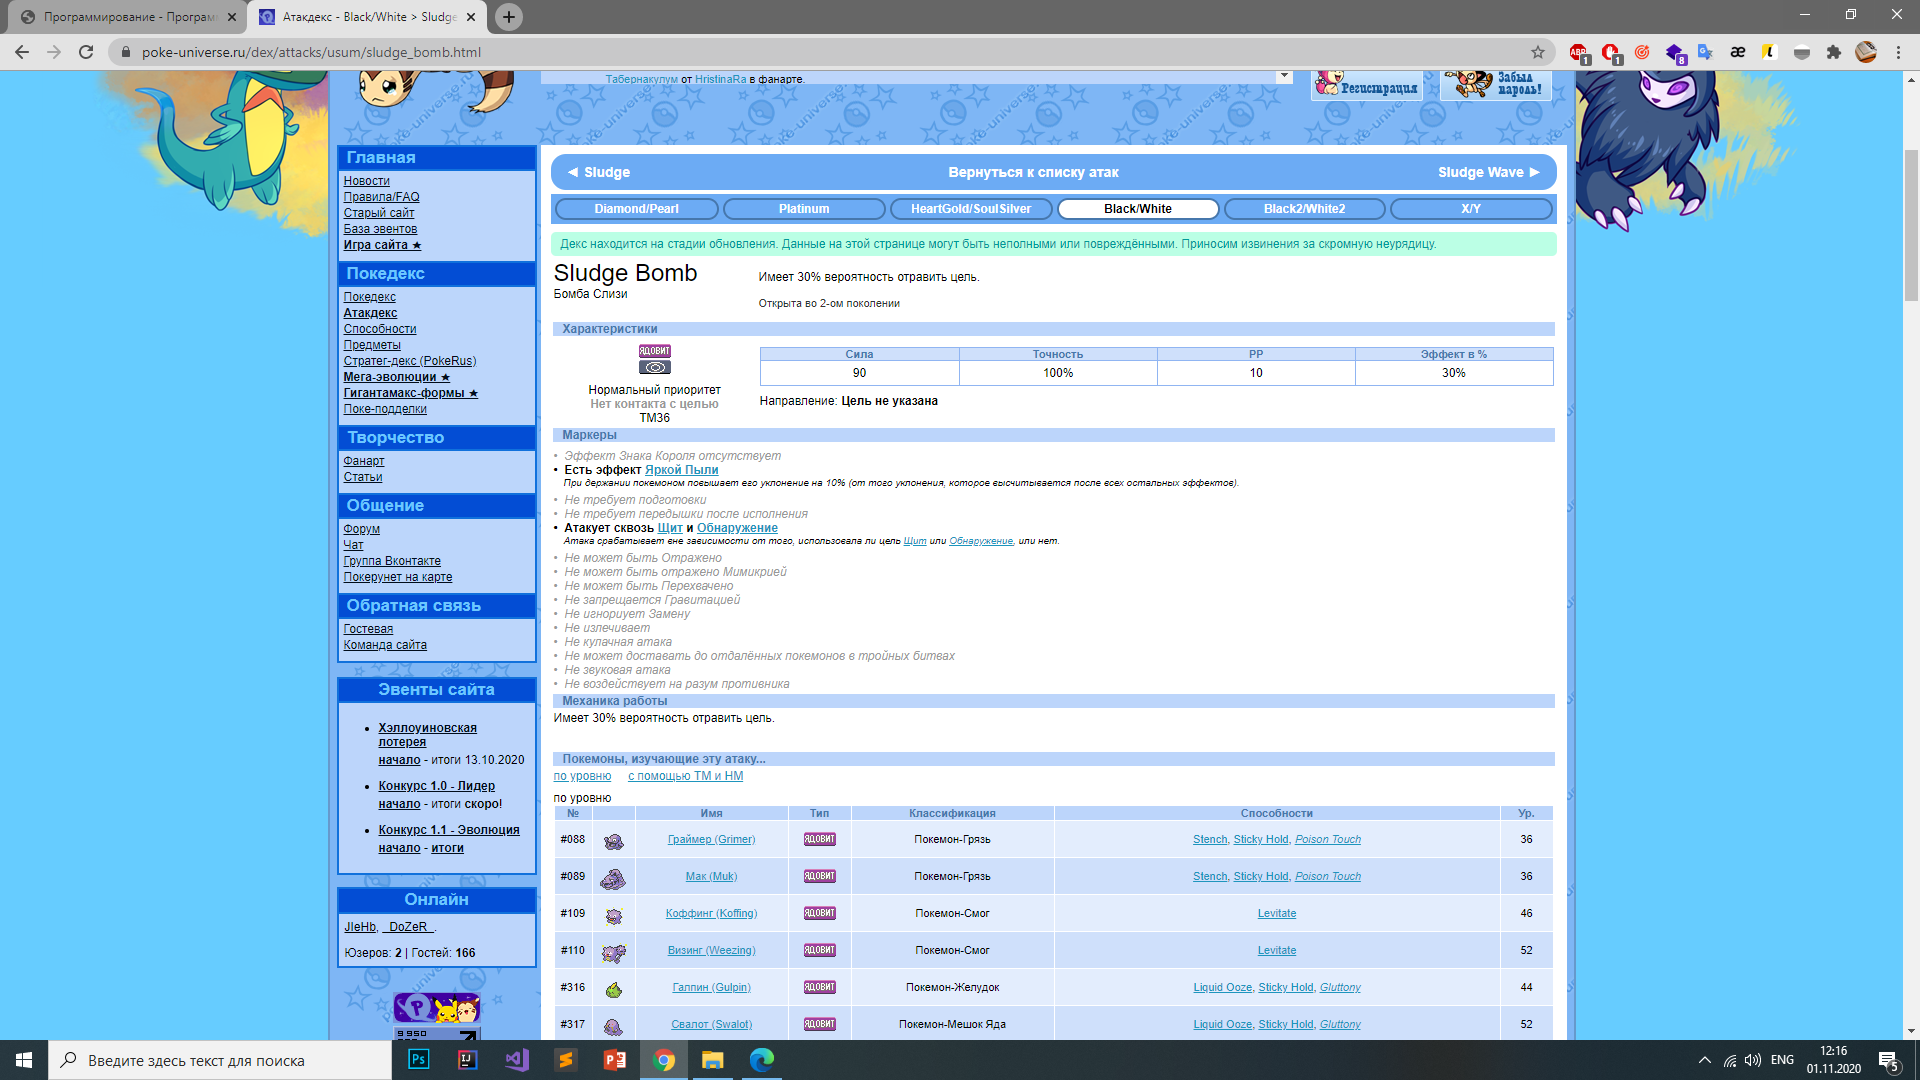 Программирование - Програм
Атакдекс - Black/White > Sludge
poke-universe.ru/dex/attacks/usum/sludge_bomb.html
Табернакулум от HristinaRa в фанарте.
Регистрация
Забыл пароль!
Главная
Новости
Правила/FAQ
Старый сайт
База эвентов
Игра сайта ★
Покедекс
Покедекс
Атакдекс
Способности
Предметы
Стратег-декс (PokeRus)
Мега-эволюции ★
Гигантамакс-формы ★
Поке-подделки
Творчество
Фанарт
Статьи
Общение
Форум
Чат
Группа Вконтакте
Покерунет на карте
Обратная связь
Гостевая
Команда сайта
Эвенты сайта
• Хэллоуиновская
лотерея
начало - итоги 13.10.2020
• Конкурс 1.0 - Лидер
начало - итоги скоро!
• Конкурс 1.1 - Эволюция
начало - итоги
Онлайн
JIeHb, _DoZeR_.
Юзеров: 2 | Гостей: 166
◄ Sludge Вернуться к списку атак Sludge Wave ►
Diamond/Pearl Platinum HeartGold/SoulSilver Black/White Black2/White2 X/Y
Декс находится на стадии обновления. Данные на этой странице могут быть неполными или повреждёнными. Приносим извинения за скромную неурядицу.
Sludge Bomb
Бомба Слизи
Имеет 30% вероятность отравить цель.
Открыта во 2-ом поколении
Характеристики
ЯДОВИТ
Нормальный приоритет
Нет контакта с целью
TM36
Сила Точность PP Эффект в %
90 100% 10 30%
Направление: Цель не указана
Маркеры
• Эффект Знака Короля отсутствует
• Есть эффект Яркой Пыли
При держании покемоном повышает его уклонение на 10% (от того уклонения, которое высчитывается после всех остальных эффектов).
• Не требует подготовки
• Не требует передышки после исполнения
• Атакует сквозь Щит и Обнаружение
Атака срабатывает вне зависимости от того, использовала ли цель Щит или Обнаружение, или нет.
• Не может быть Отражено
• Не может быть отражено Мимикрией
• Не может быть Перехвачено
• Не запрещается Гравитацией
• Не игнориует Замену
• Не излечивает
• Не кулачная атака
• Не может доставать до отдалённых покемонов в тройных битвах
• Не звуковая атака
• Не воздействует на разум противника
Механика работы
Имеет 30% вероятность отравить цель.
Покемоны, изучающие эту атаку...
по уровню с помощью TM и HM
по уровню
№ Имя Тип Классификация Способности Ур.
#088 Граймер (Grimer) ЯДОВИТ Покемон-Грязь Stench, Sticky Hold, Poison Touch 36
#089 Мак (Muk) ЯДОВИТ Покемон-Грязь Stench, Sticky Hold, Poison Touch 36
#109 Коффинг (Koffing) ЯДОВИТ Покемон-Смог Levitate 46
#110 Визинг (Weezing) ЯДОВИТ Покемон-Смог Levitate 52
#316 Галпин (Gulpin) ЯДОВИТ Покемон-Желудок Liquid Ooze, Sticky Hold, Gluttony 44
#317 Свалот (Swalot) ЯДОВИТ Покемон-Мешок Яда Liquid Ooze, Sticky Hold, Gluttony 52
Введите здесь текст для поиска
ENG
12:16
01.11.2020
5